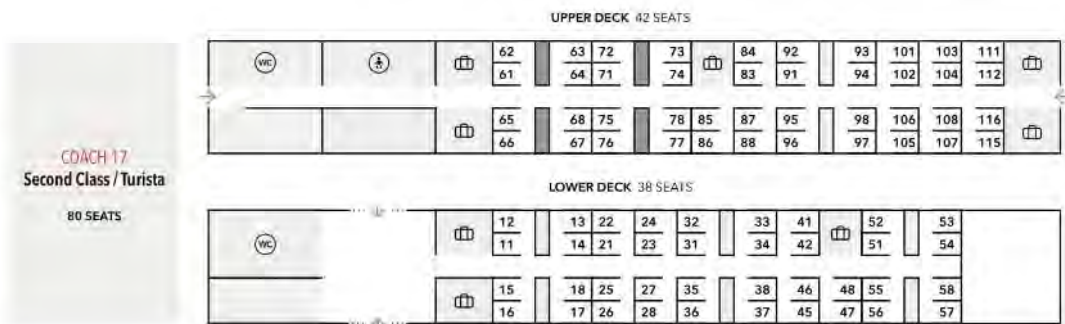 UPPER DECK 42 SEATS
WC
62 63 72 73 84 92 93 101 103 111
61 64 71 74 83 91 94 102 104 112
65 68 75 78 85 87 95 98 106 108 116
66 67 76 77 86 88 96 97 105 107 115
COACH 17
Second Class / Turista
80 SEATS
LOWER DECK 38 SEATS
WC
12 13 22 24 32 33 41 52 53
11 14 21 23 31 34 42 51 54
15 18 25 27 35 38 46 48 55 58
16 17 26 28 36 37 45 47 56 57